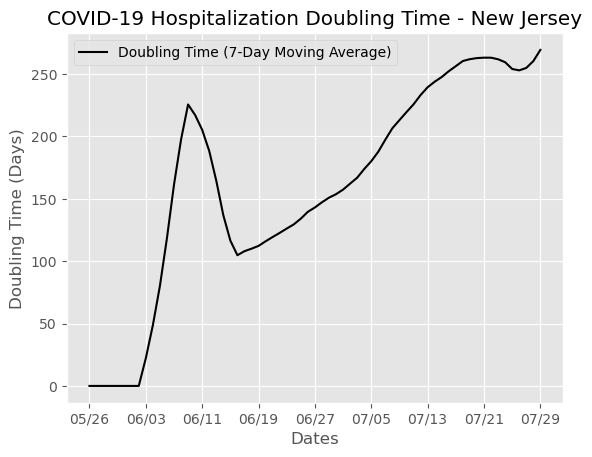 COVID-19 Hospitalization Doubling Time - New Jersey
Doubling Time (7-Day Moving Average)
Doubling Time (Days)
250
200
150
100
50
0
05/26 06/03 06/11 06/19 06/27 07/05 07/13 07/21 07/29
Dates